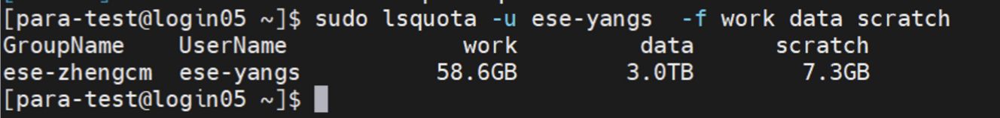 [para-test@login05 ~]$ sudo lsquota -u ese-yangs  -f work data scratch
GroupName    UserName             work         data      scratch
ese-zhengcm  ese-yangs          58.6GB        3.0TB        7.3GB
[para-test@login05 ~]$